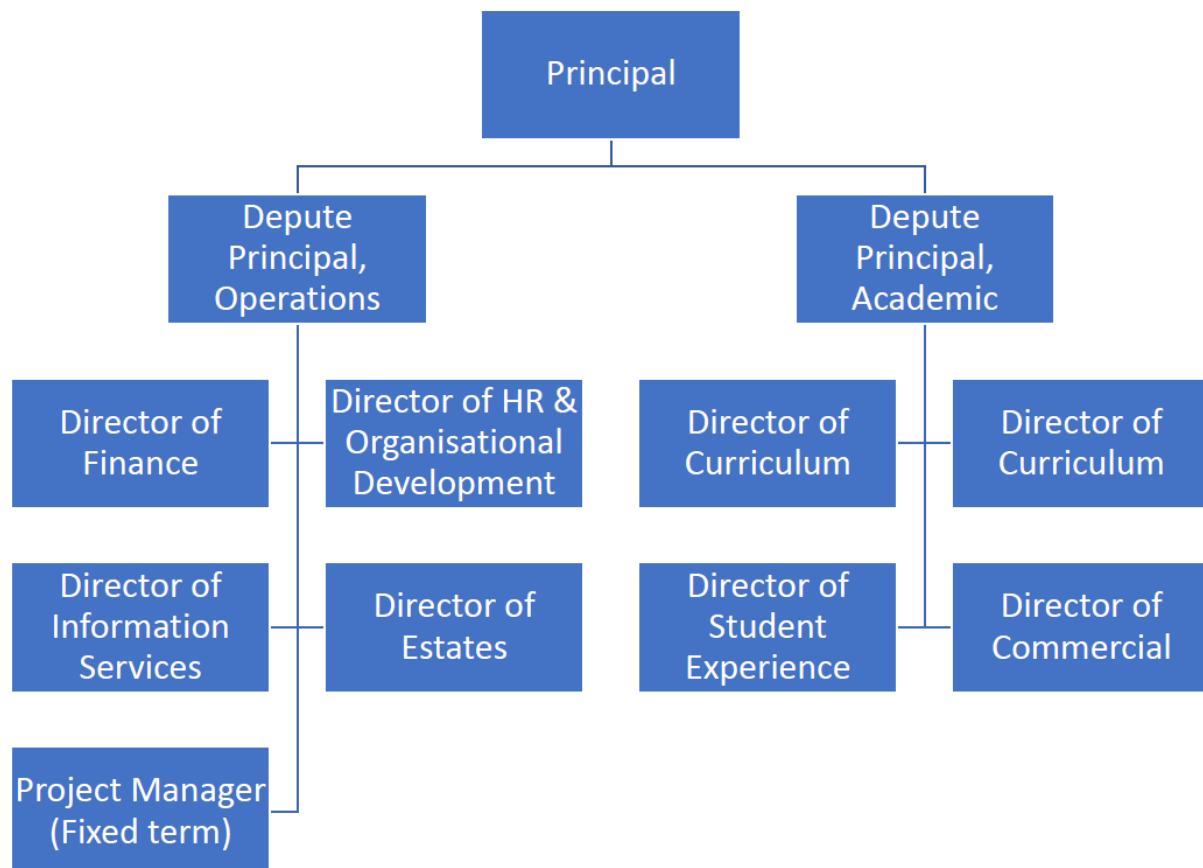 Principal
Depute
Principal,
Operations
Depute
Principal,
Academic
Director of
Finance
Director of HR &
Organisational
Development
Director of
Curriculum
Director of
Curriculum
Director of
Information
Services
Director of
Estates
Director of
Student
Experience
Director of
Commercial
Project Manager
(Fixed term)